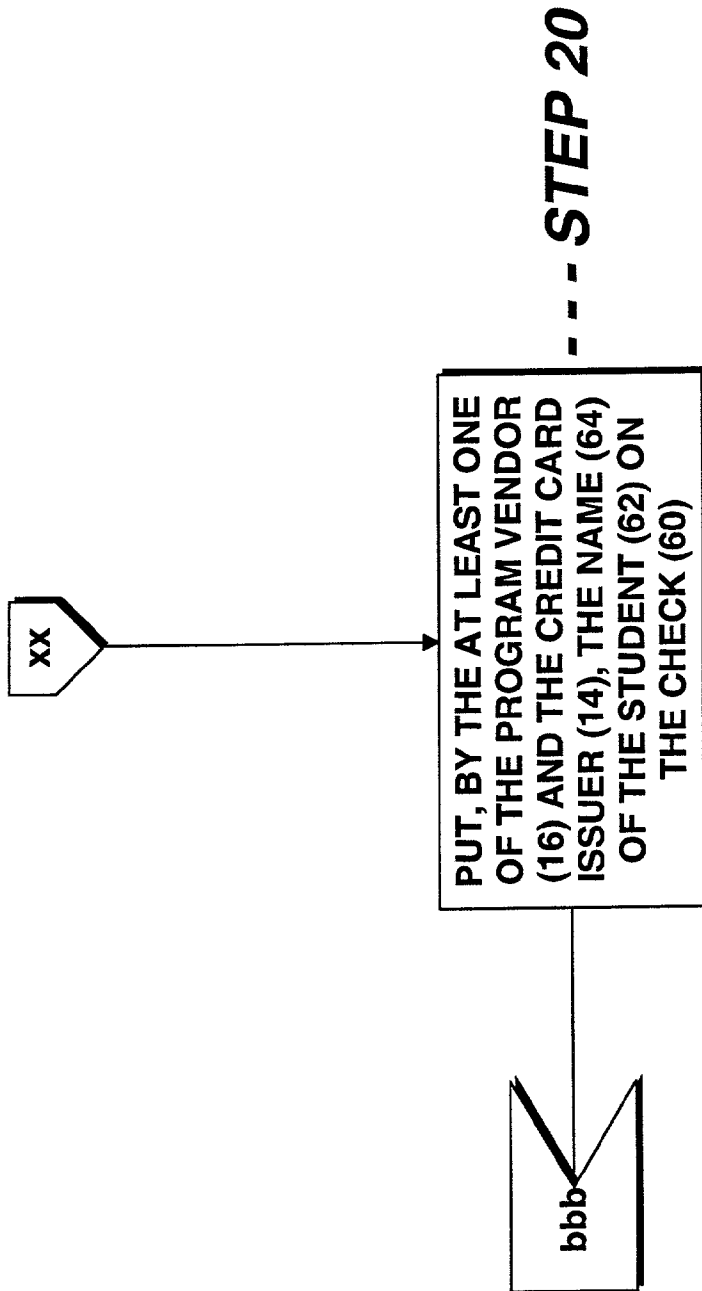 xx
PUT, BY THE AT LEAST ONE
OF THE PROGRAM VENDOR
(16) AND THE CREDIT CARD
ISSUER (14), THE NAME (64)
OF THE STUDENT (62) ON
THE CHECK (60)
- - - STEP 20
bbb